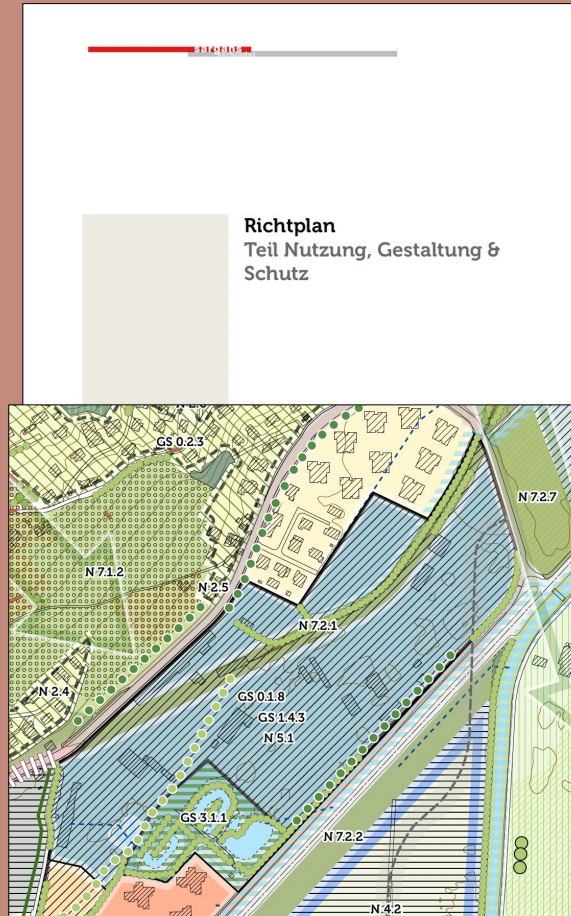 sargans
Richtplan
Teil Nutzung, Gestaltung &
Schutz
GS 0.2.3
N 7.2.7
N 7.1.2
N 2.5
N 7.2.1
N 2.4
GS 0.1.8
GS 1.4.3
N 5.1
GS 3.1.1
N 7.2.2
N 4.2